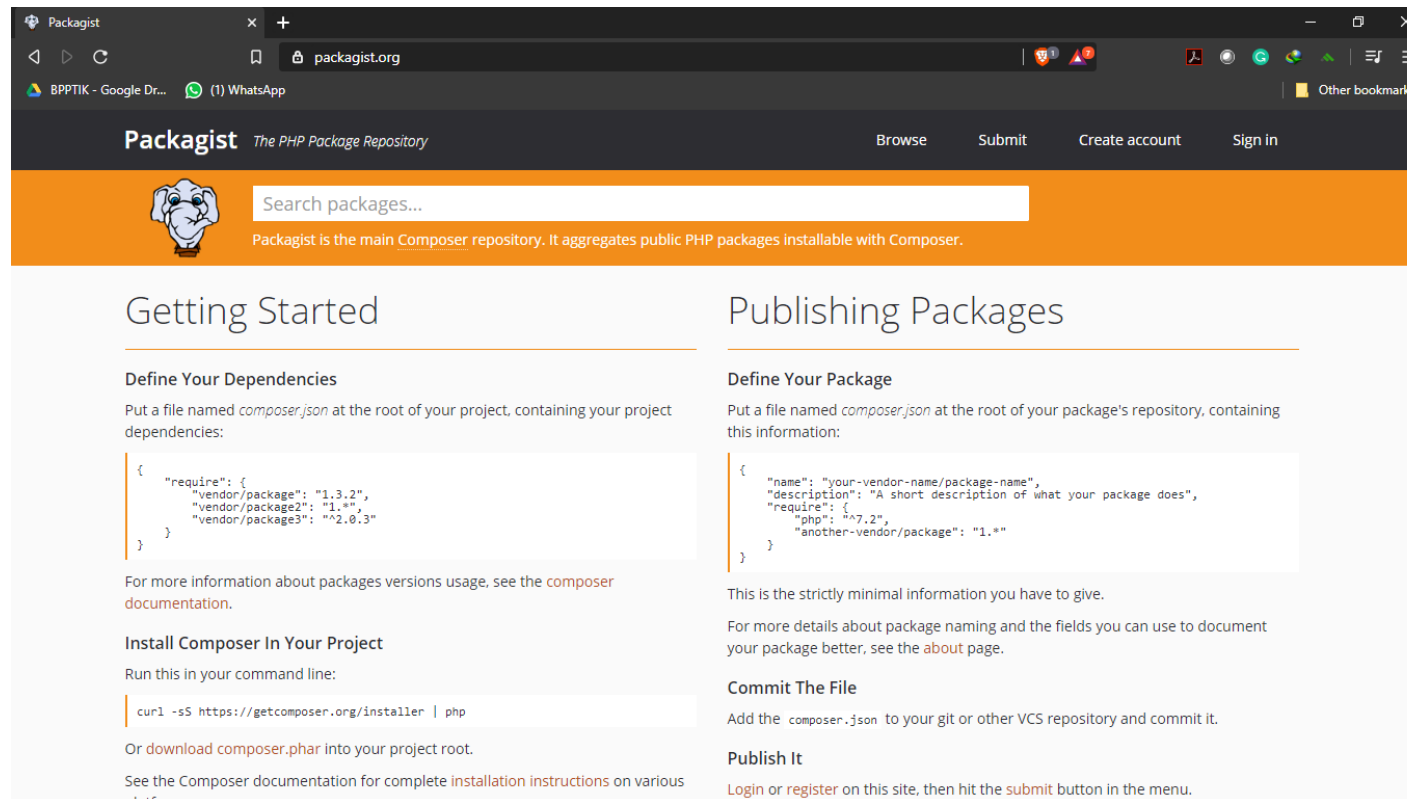 Packagist
packagist.org
1
7
BPPTIK - Google Dr...
(1) WhatsApp
Other bookmark
Packagist The PHP Package Repository
Browse
Submit
Create account
Sign in
Search packages...
Packagist is the main Composer repository. It aggregates public PHP packages installable with Composer.
Getting Started
Define Your Dependencies
Put a file named composer.json at the root of your project, containing your project
dependencies:
{
    "require": {
        "vendor/package": "1.3.2",
        "vendor/package2": "1.*",
        "vendor/package3": "^2.0.3"
    }
}
For more information about packages versions usage, see the composer
documentation.
Install Composer In Your Project
Run this in your command line:
curl -sS https://getcomposer.org/installer | php
Or download composer.phar into your project root.
See the Composer documentation for complete installation instructions on various
Publishing Packages
Define Your Package
Put a file named composer.json at the root of your package's repository, containing
this information:
{
    "name": "your-vendor-name/package-name",
    "description": "A short description of what your package does",
    "require": {
        "php": "^7.2",
        "another-vendor/package": "1.*"
    }
}
This is the strictly minimal information you have to give.
For more details about package naming and the fields you can use to document
your package better, see the about page.
Commit The File
Add the composer.json to your git or other VCS repository and commit it.
Publish It
Login or register on this site, then hit the submit button in the menu.